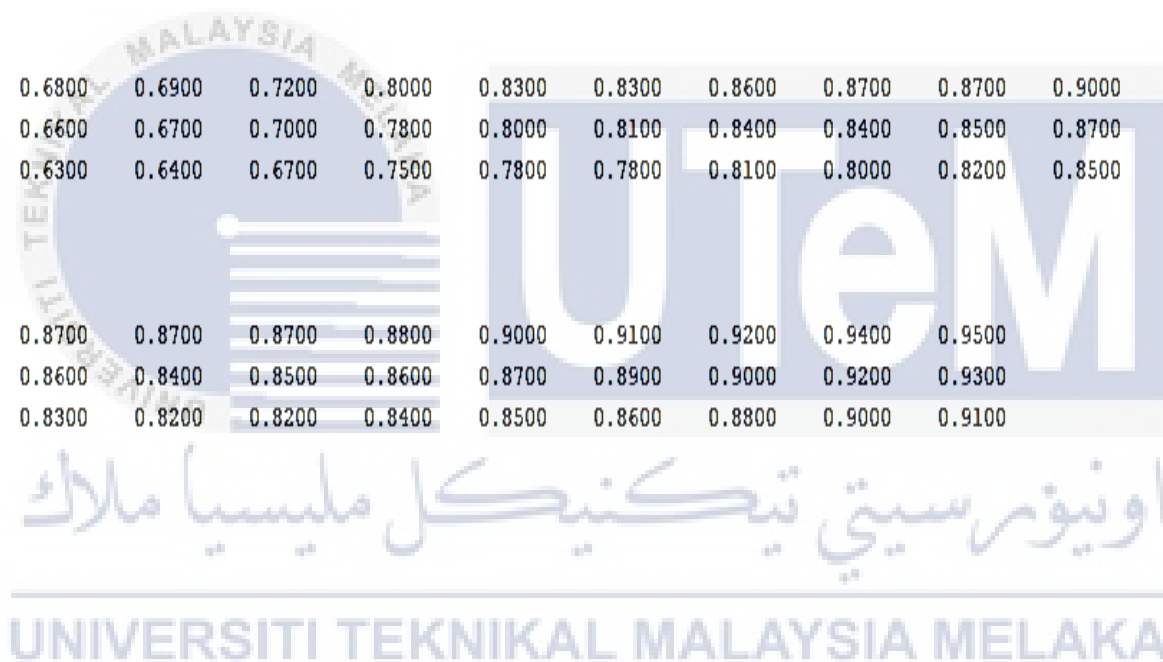 UNIVERSITI TEKNIKAL MALAYSIA MELAKA
0.6800 0.6900 0.7200 0.8000 0.8300 0.8300 0.8600 0.8700 0.8700 0.9000
0.6600 0.6700 0.7000 0.7800 0.8000 0.8100 0.8400 0.8400 0.8500 0.8700
0.6300 0.6400 0.6700 0.7500 0.7800 0.7800 0.8100 0.8000 0.8200 0.8500
UTeM
0.8700 0.8700 0.8700 0.8800 0.9000 0.9100 0.9200 0.9400 0.9500
0.8600 0.8400 0.8500 0.8600 0.8700 0.8900 0.9000 0.9200 0.9300
0.8300 0.8200 0.8200 0.8400 0.8500 0.8600 0.8800 0.9000 0.9100
اونيۏرسيتي تيكنيكل مليسيا ملاك
UNIVERSITI TEKNIKAL MALAYSIA MELAKA